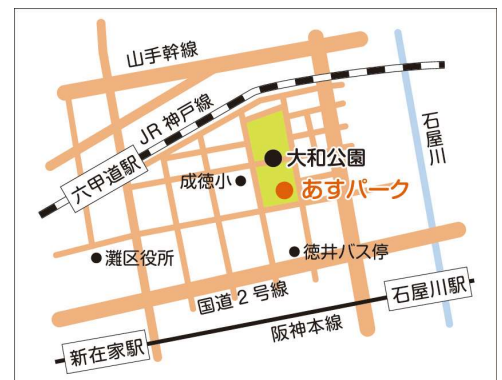 山手幹線
JR神戸線
六甲道駅
石屋川
大和公園
成徳小
あすパーク
灘区役所
徳井バス停
国道2号線
石屋川駅
阪神本線
新在家駅